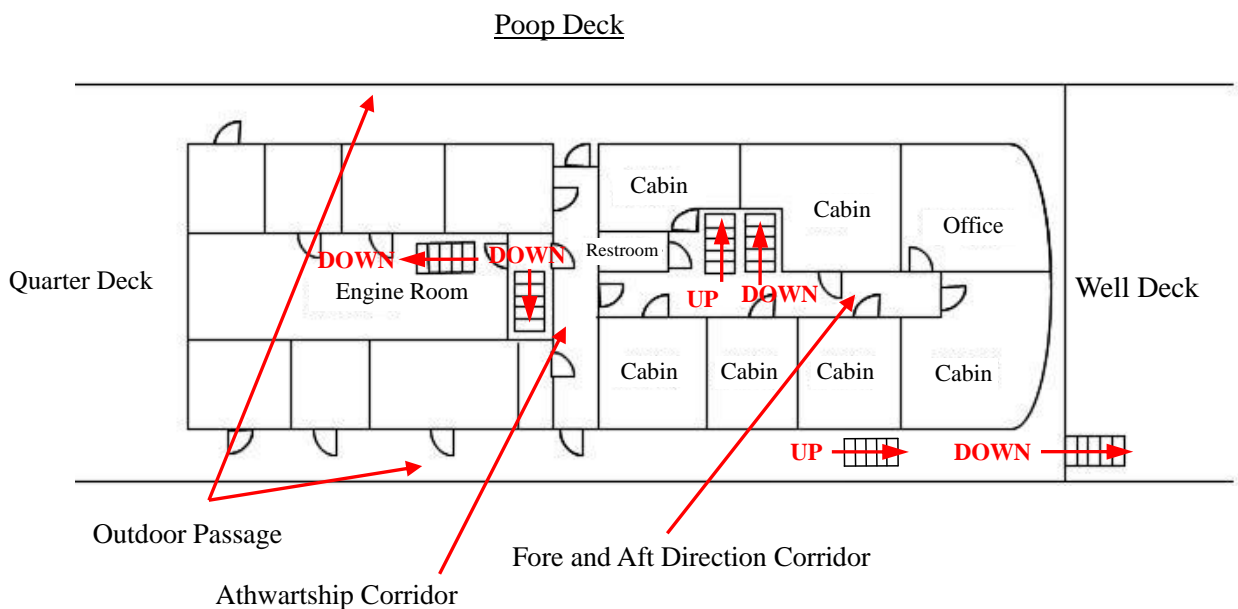 Poop Deck
Cabin
Cabin
Office
Restroom
DOWN
DOWN
Quarter Deck
Engine Room
UP
DOWN
Well Deck
Cabin
Cabin
Cabin
Cabin
UP
DOWN
Outdoor Passage
Fore and Aft Direction Corridor
Athwartship Corridor